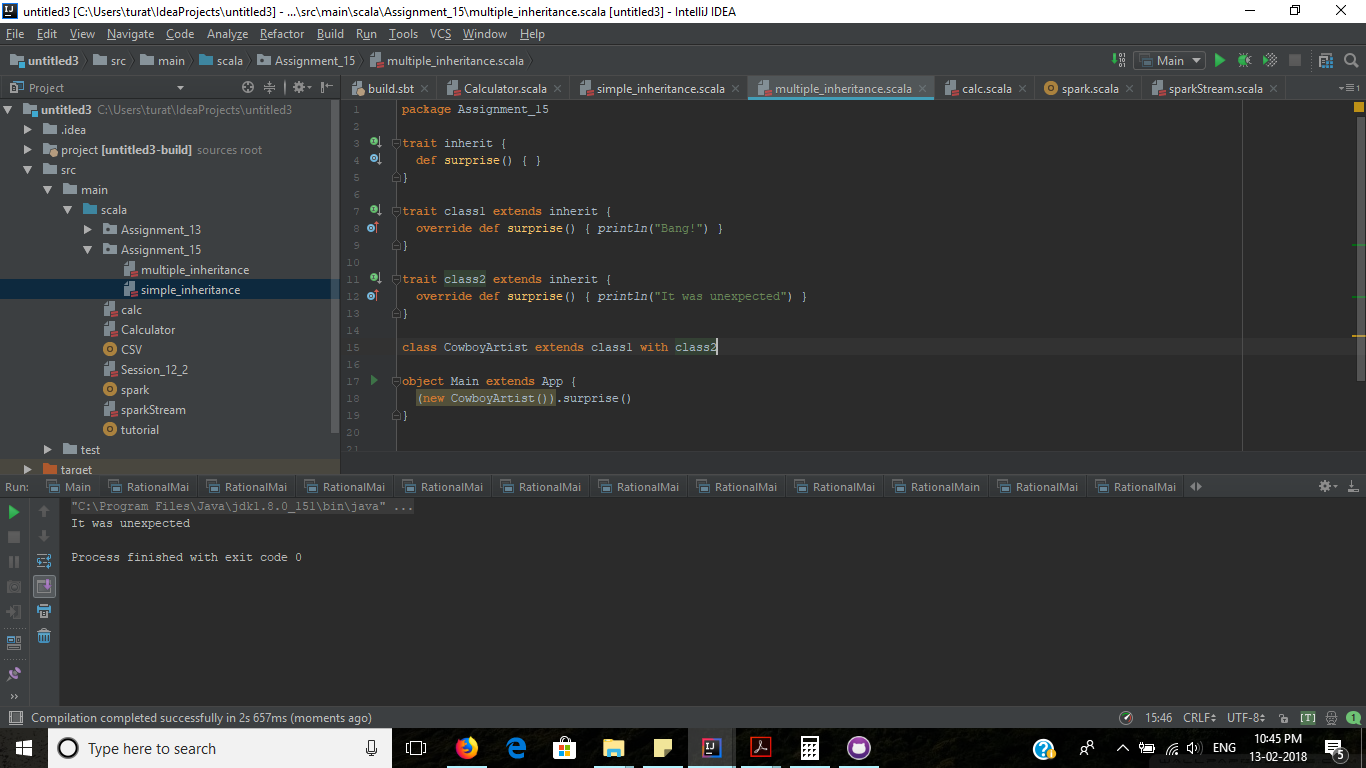 untitled3 [C:\Users\turat\IdeaProjects\untitled3] - ...\src\main\scala\Assignment_15\multiple_inheritance.scala [untitled3] - IntelliJ IDEA
File Edit View Navigate Code Analyze Refactor Build Run Tools VCS Window Help
untitled3 src main scala Assignment_15 multiple_inheritance.scala Main
Project build.sbt Calculator.scala simple_inheritance.scala multiple_inheritance.scala calc.scala spark.scala sparkStream.scala
untitled3 C:\Users\turat\IdeaProjects\untitled3
.idea
project [untitled3-build] sources root
src
main
scala
Assignment_13
Assignment_15
multiple_inheritance
simple_inheritance
calc
Calculator
CSV
Session_12_2
spark
sparkStream
tutorial
test
target
1 package Assignment_15
2
3 trait inherit {
4 def surprise() { }
5 }
6
7 trait class1 extends inherit {
8 override def surprise() { println("Bang!") }
9 }
10
11 trait class2 extends inherit {
12 override def surprise() { println("It was unexpected") }
13 }
14
15 class CowboyArtist extends class1 with class2
16
17 object Main extends App {
18 (new CowboyArtist()).surprise()
19 }
20
21
Run: Main RationalMai RationalMai RationalMai RationalMai RationalMai RationalMai RationalMai RationalMai RationalMain RationalMai RationalMai
"C:\Program Files\Java\jdk1.8.0_151\bin\java" ...
It was unexpected
Process finished with exit code 0
Compilation completed successfully in 2s 657ms (moments ago) 15:46 CRLF UTF-8 [T] 1
Type here to search ENG 10:45 PM
13-02-2018 5